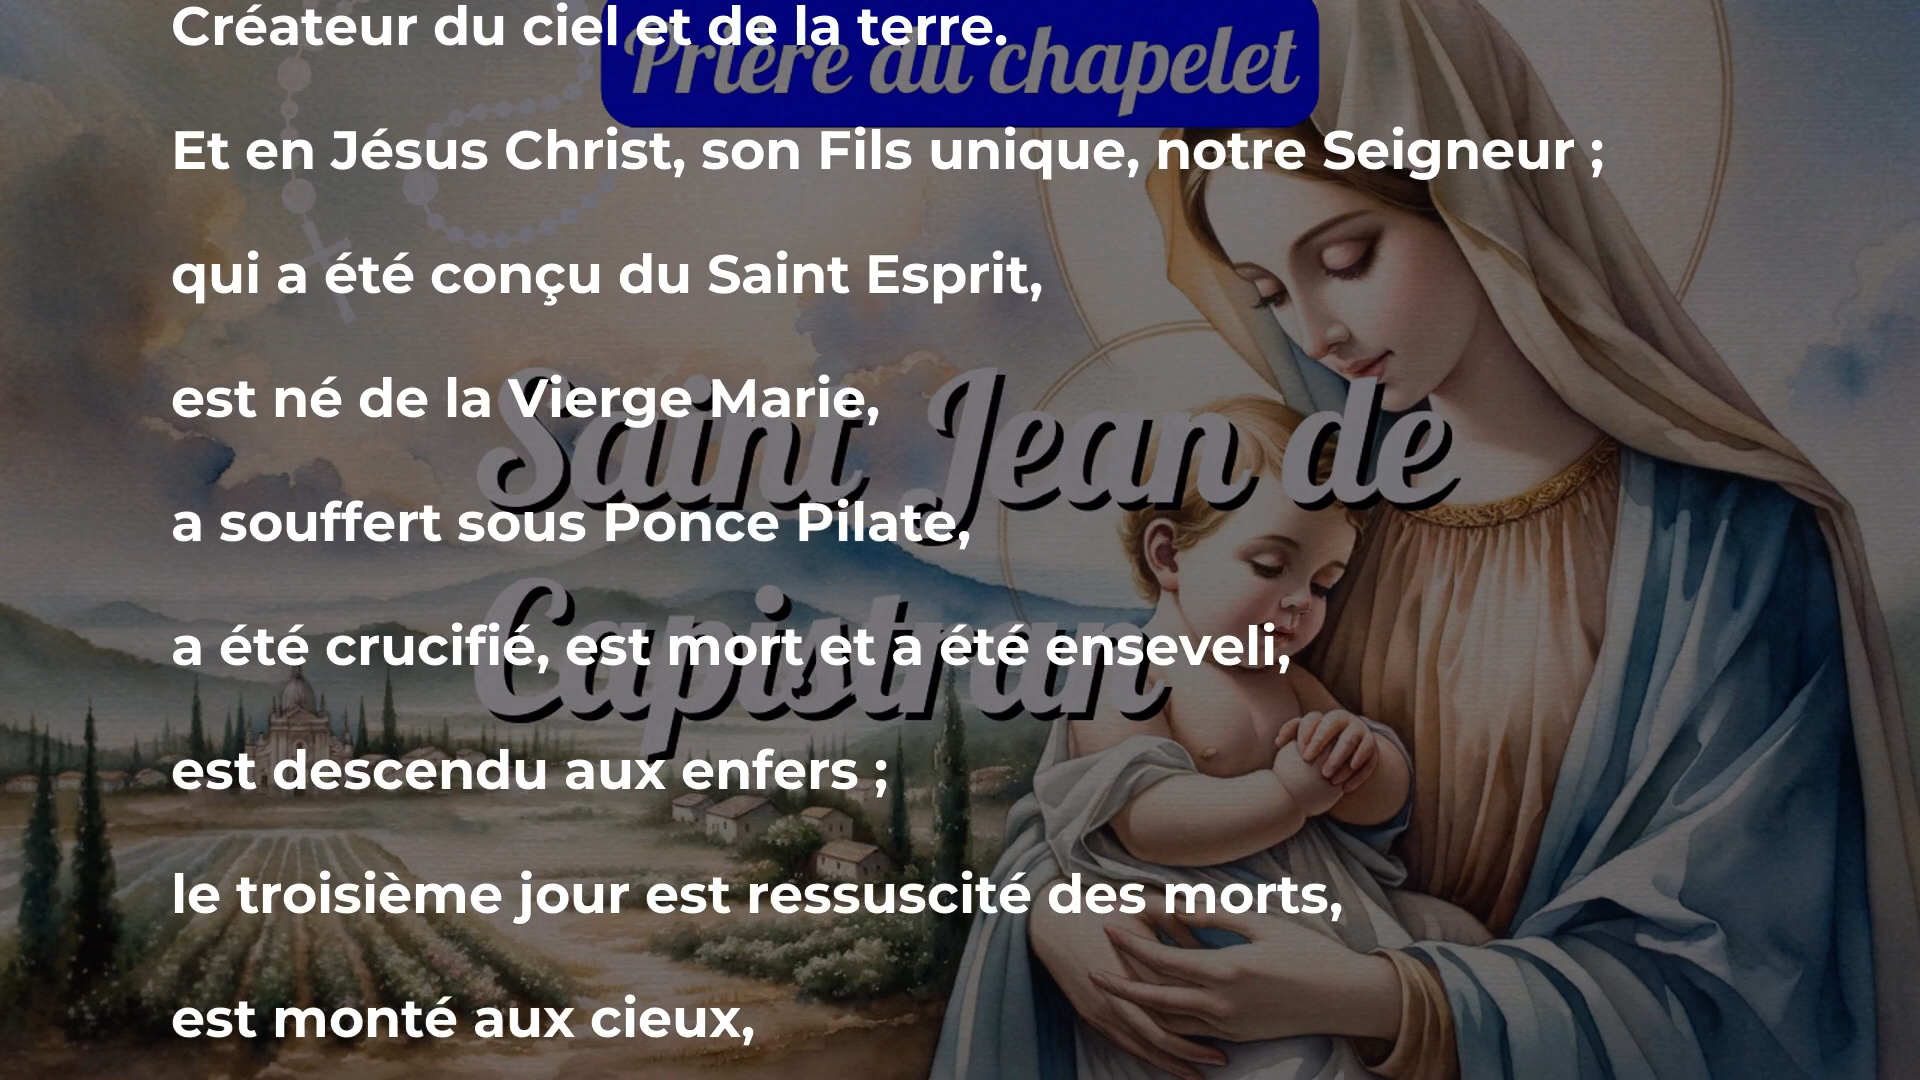 Créateur du ciel et de la terre.
Prière du chapelet
Et en Jésus Christ, son Fils unique, notre Seigneur ;
qui a été conçu du Saint Esprit,
est né de la Vierge Marie,
Saint Jean de
a souffert sous Ponce Pilate,
a été crucifié, est mort et a été enseveli,
Capistran
est descendu aux enfers ;
le troisième jour est ressuscité des morts,
est monté aux cieux,